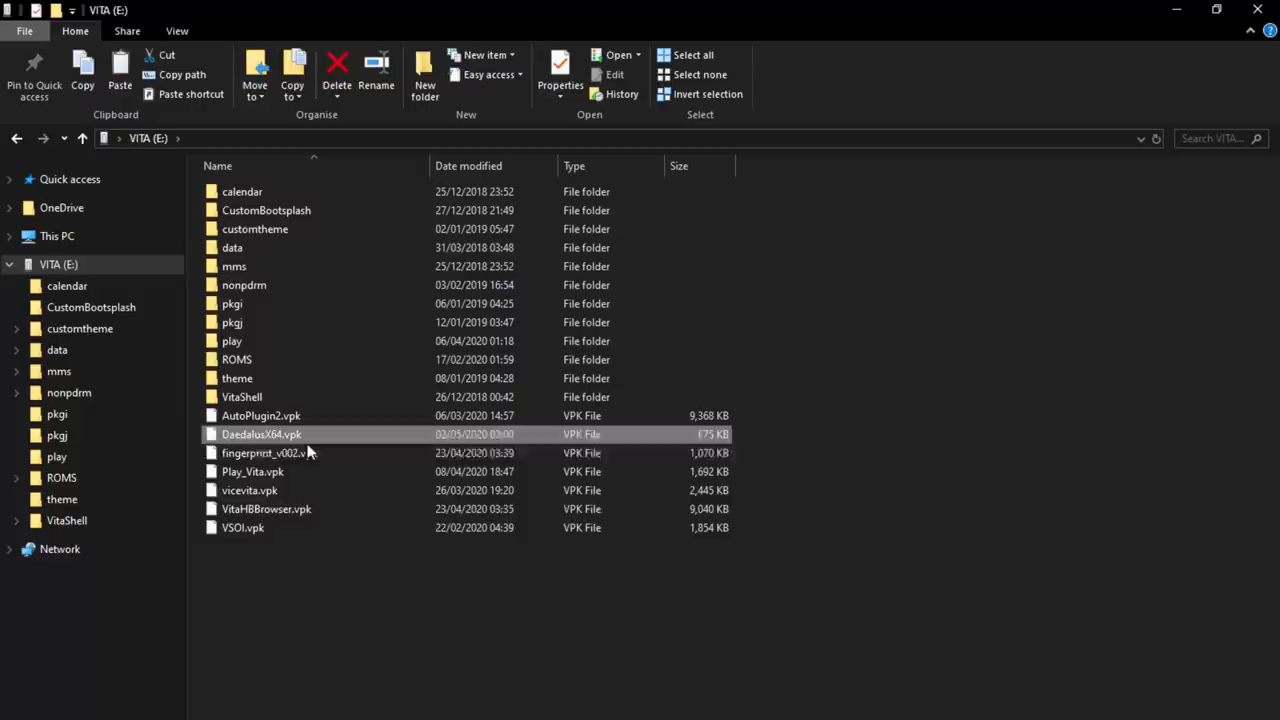 VITA (E:)
File Home Share View
Pin to Quick access
Copy
Paste
Cut
Copy path
Paste shortcut
Clipboard
Move to
Copy to
Delete
Rename
Organise
New folder
New item
Easy access
New
Properties
Open
Edit
History
Open
Select all
Select none
Invert selection
Select
VITA (E:)
Search VITA...
Quick access
OneDrive
This PC
VITA (E:)
calendar
CustomBootsplash
customtheme
data
mms
nonpdrm
pkgi
pkgj
play
ROMS
theme
VitaShell
Network
Name Date modified Type Size
calendar 25/12/2018 23:52 File folder
CustomBootsplash 27/12/2018 21:49 File folder
customtheme 02/01/2019 05:47 File folder
data 31/03/2018 03:48 File folder
mms 25/12/2018 23:52 File folder
nonpdrm 03/02/2019 16:54 File folder
pkgi 06/01/2019 04:25 File folder
pkgj 12/01/2019 03:47 File folder
play 06/04/2020 01:18 File folder
ROMS 17/02/2020 01:59 File folder
theme 08/01/2019 04:28 File folder
VitaShell 26/12/2018 00:42 File folder
AutoPlugin2.vpk 06/03/2020 14:57 VPK File 9,368 KB
DaedalusX64.vpk 02/05/2020 03:00 VPK File KB
fingerprint_v002.v 23/04/2020 03:39 VPK File 1,070 KB
Play_Vita.vpk 08/04/2020 18:47 VPK File 1,692 KB
vicevita.vpk 26/03/2020 19:20 VPK File 2,445 KB
VitaHBBrowser.vpk 23/04/2020 03:35 VPK File 9,040 KB
VSOI.vpk 22/02/2020 04:39 VPK File 1,854 KB